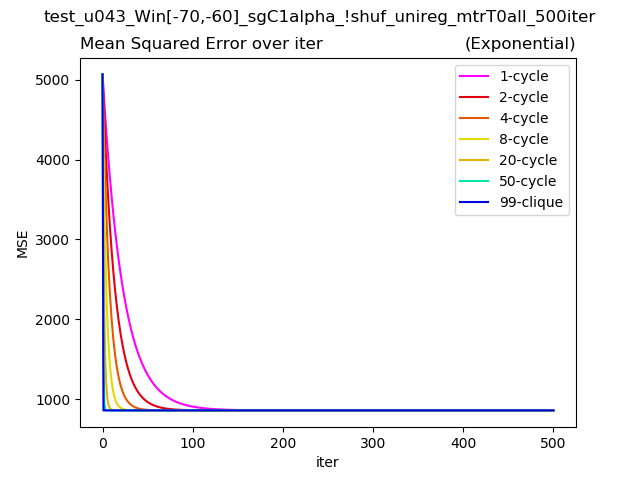 test_u043_Win[-70,-60]_sgC1alpha_!shuf_unireg_mtrT0all_500iter
Mean Squared Error over iter (Exponential)
1-cycle
2-cycle
4-cycle
8-cycle
20-cycle
50-cycle
99-clique
5000
4000
3000
2000
1000
MSE
0 100 200 300 400 500
iter